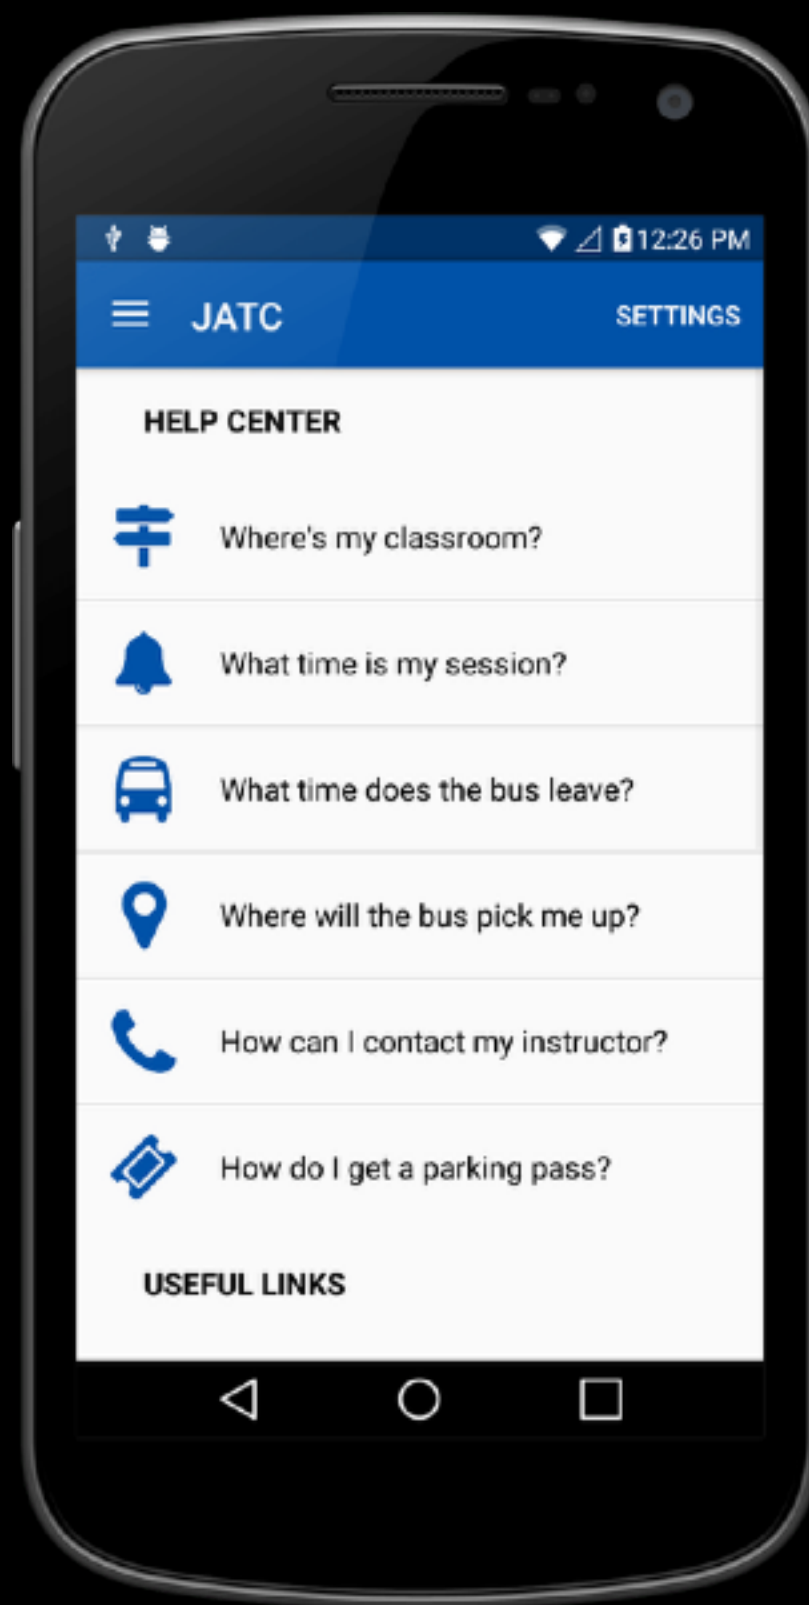 12:26 PM
JATC
SETTINGS
HELP CENTER
Where's my classroom?
What time is my session?
What time does the bus leave?
Where will the bus pick me up?
How can I contact my instructor?
How do I get a parking pass?
USEFUL LINKS